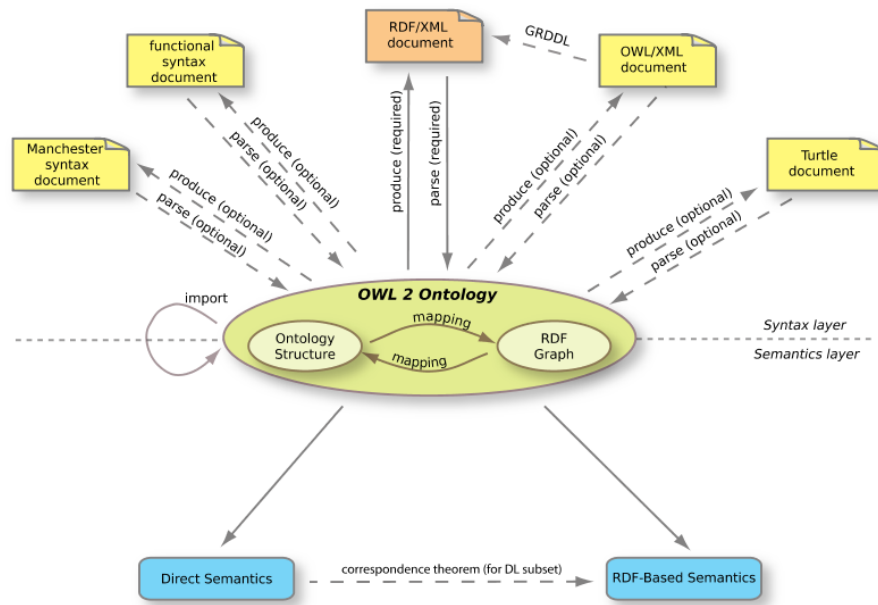 RDF/XML
document
GRDDL
functional
syntax
document
OWL/XML
document
Manchester
syntax
document
Turtle
document
produce (optional)
parse (optional)
produce (optional)
parse (optional)
produce (required)
parse (required)
produce (optional)
parse (optional)
produce (optional)
parse (optional)
import
OWL 2 Ontology
mapping
Ontology
Structure
RDF
Graph
mapping
Syntax layer
Semantics layer
Direct Semantics
correspondence theorem (for DL subset)
RDF-Based Semantics